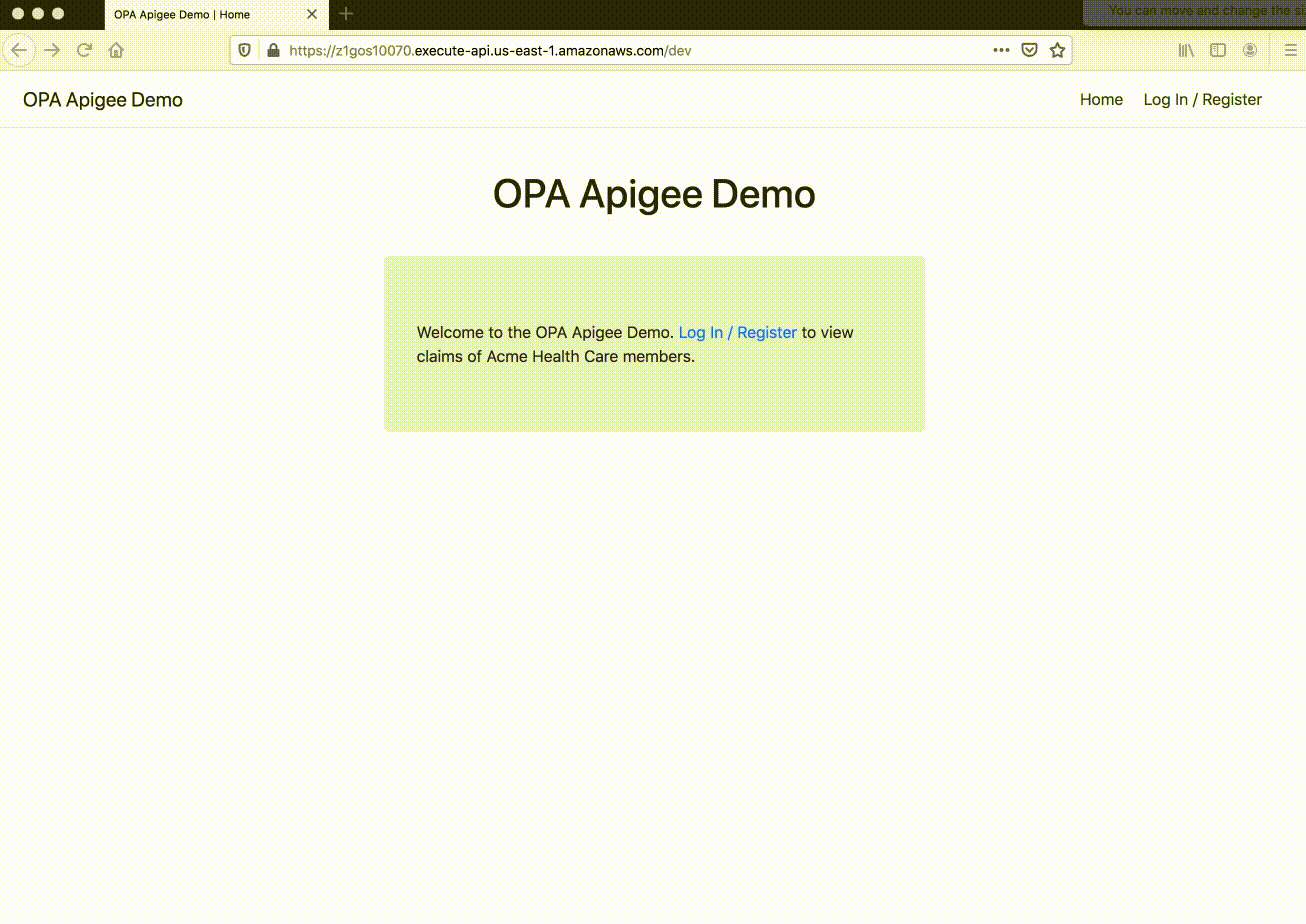 OPA Apigee Demo | Home
You can move and change the
https://z1gos10070.execute-api.us-east-1.amazonaws.com/dev
OPA Apigee Demo
Home
Log In / Register
OPA Apigee Demo
Welcome to the OPA Apigee Demo. Log In / Register to view
claims of Acme Health Care members.